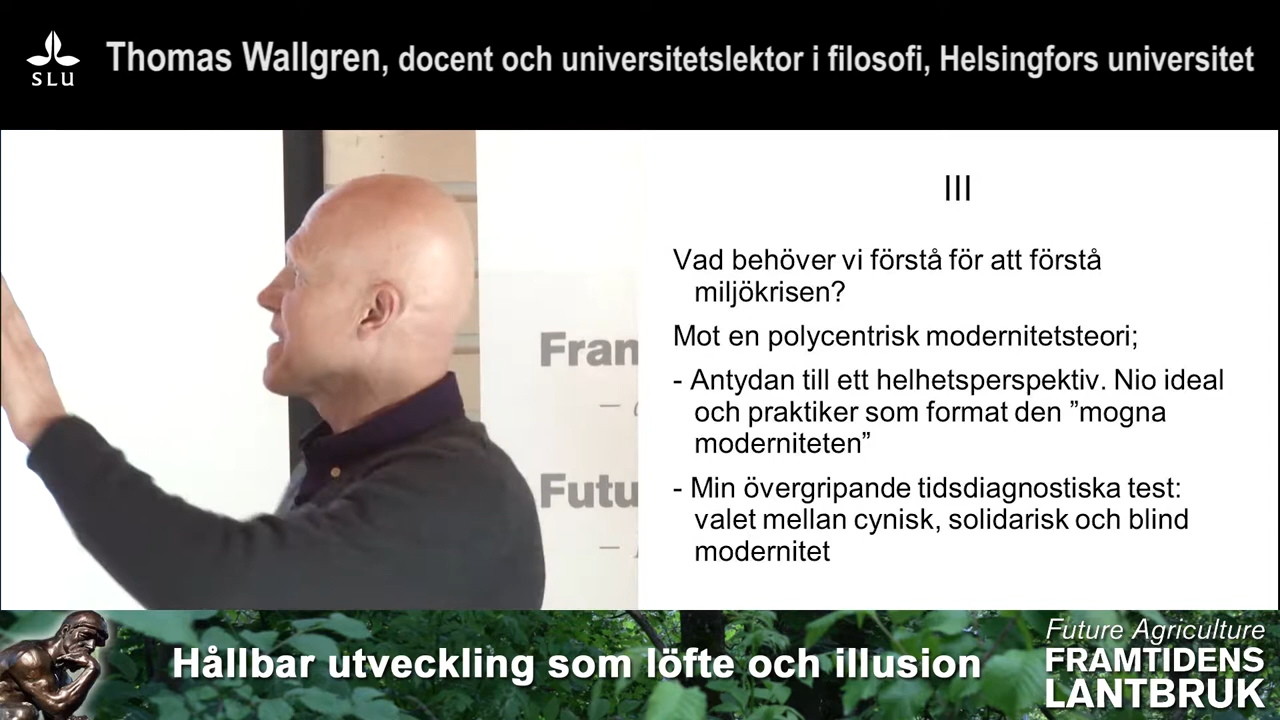 SLU
Thomas Wallgren, docent och universitetslektor i filosofi, Helsingfors universitet
III
Vad behöver vi förstå för att förstå
miljökrisen?
Mot en polycentrisk modernitetsteori;
- Antydan till ett helhetsperspektiv. Nio ideal
och praktiker som format den ”mogna
moderniteten”
- Min övergripande tidsdiagnostiska test:
valet mellan cynisk, solidarisk och blind
modernitet
Fram
Futu
Hållbar utveckling som löfte och illusion
Future Agriculture
FRAMTIDENS
LANTBRUK